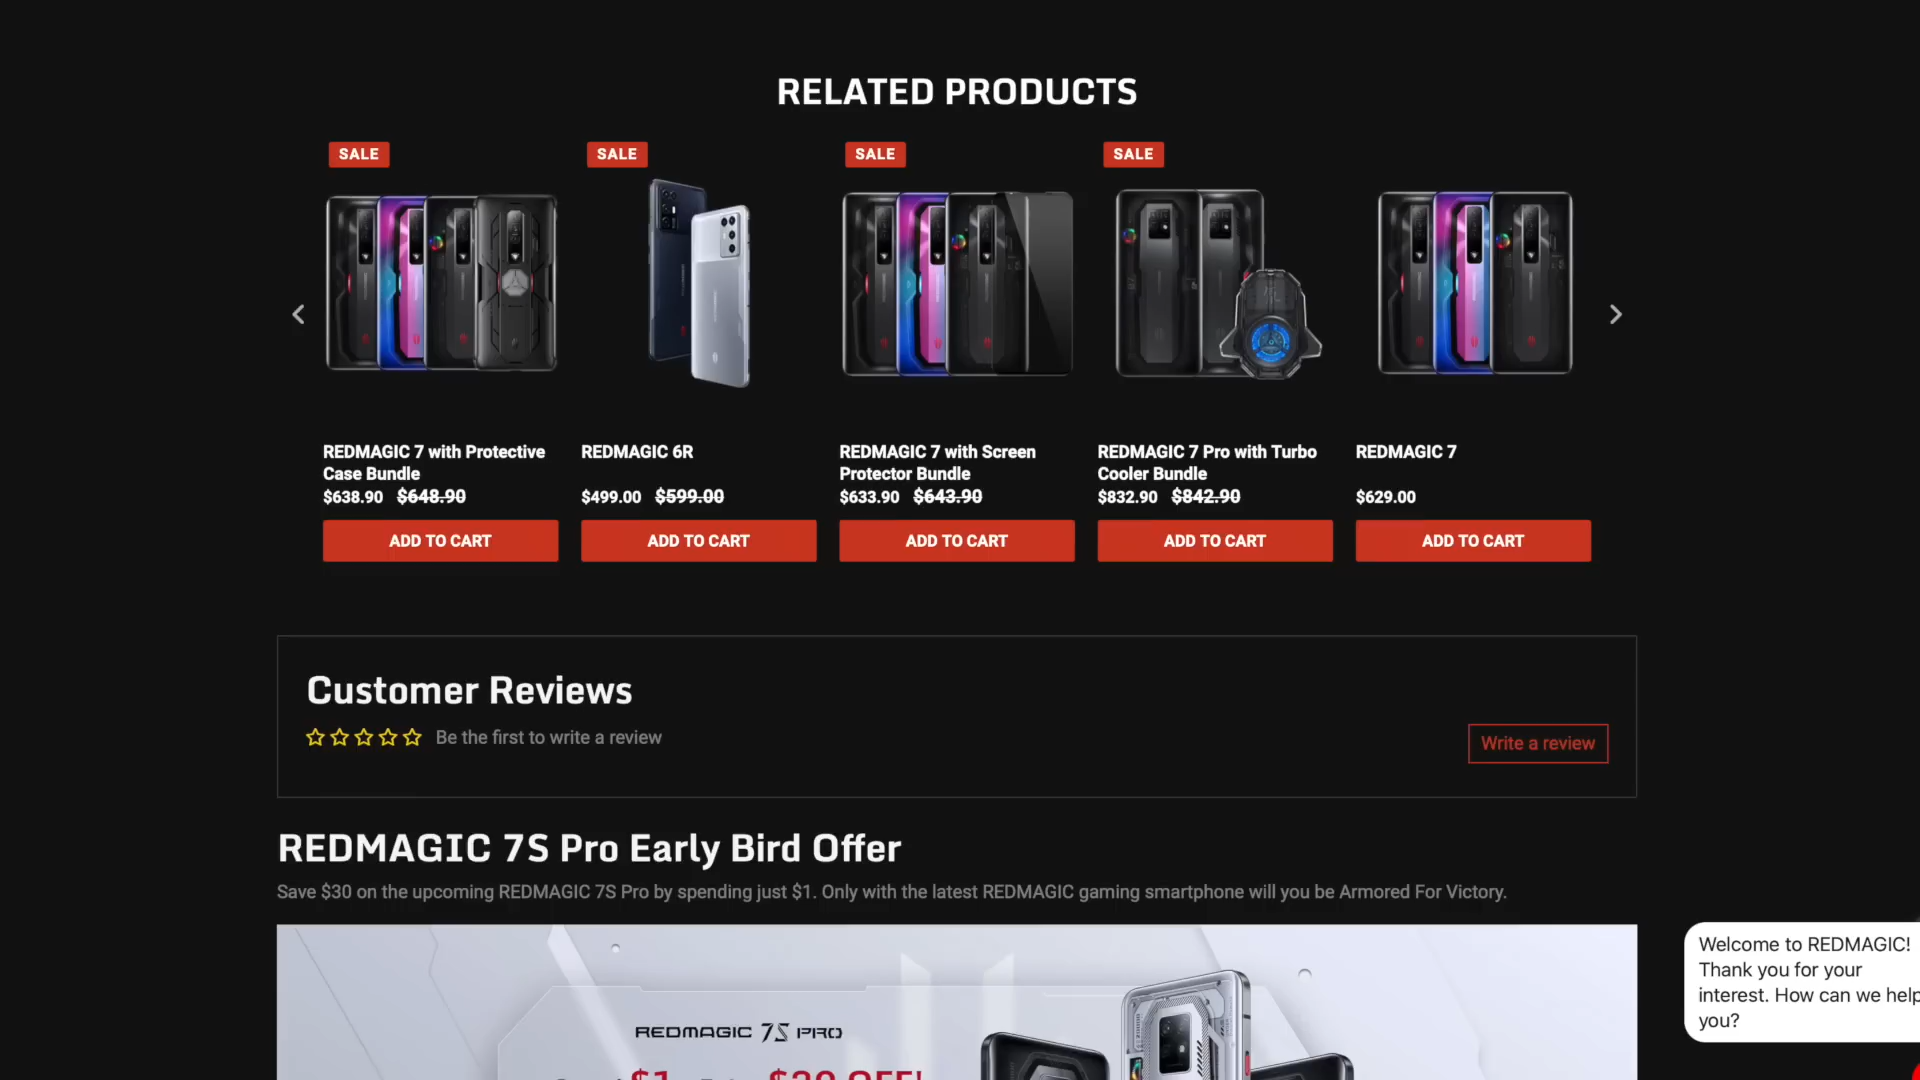 RELATED PRODUCTS
SALE
SALE
SALE
SALE
REDMAGIC 7 with Protective
Case Bundle
$638.90 $648.90
ADD TO CART
REDMAGIC 6R
$499.00 $599.00
ADD TO CART
REDMAGIC 7 with Screen
Protector Bundle
$633.90 $643.90
ADD TO CART
REDMAGIC 7 Pro with Turbo
Cooler Bundle
$832.90 $842.90
ADD TO CART
REDMAGIC 7
$629.00
ADD TO CART
Customer Reviews
Be the first to write a review
Write a review
REDMAGIC 7S Pro Early Bird Offer
Save $30 on the upcoming REDMAGIC 7S Pro by spending just $1. Only with the latest REDMAGIC gaming smartphone will you be Armored For Victory.
REDMAGIC 7S PRO
$1 $30 OFF!
Welcome to REDMAGIC!
Thank you for your
interest. How can we help
you?